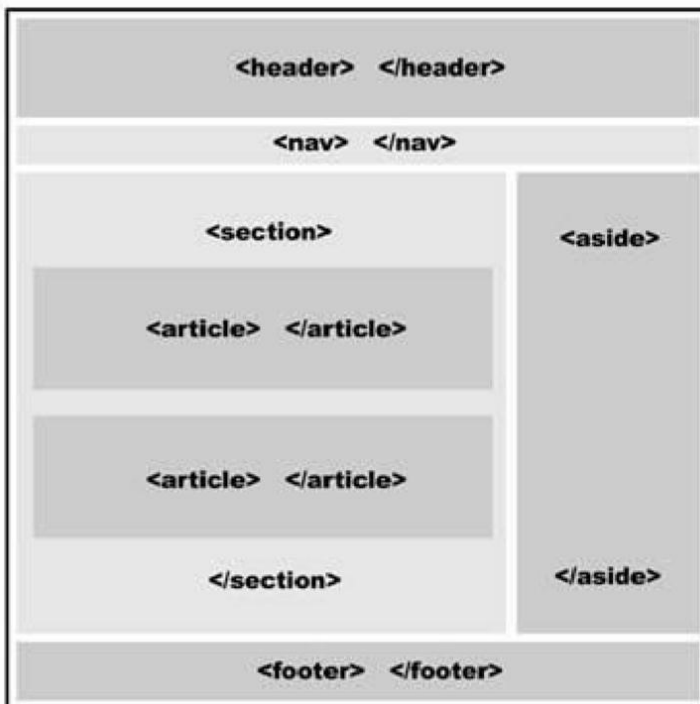 <header> </header>
<nav> </nav>
<section>
<article> </article>
<article> </article>
</section>
<aside>
</aside>
<footer> </footer>